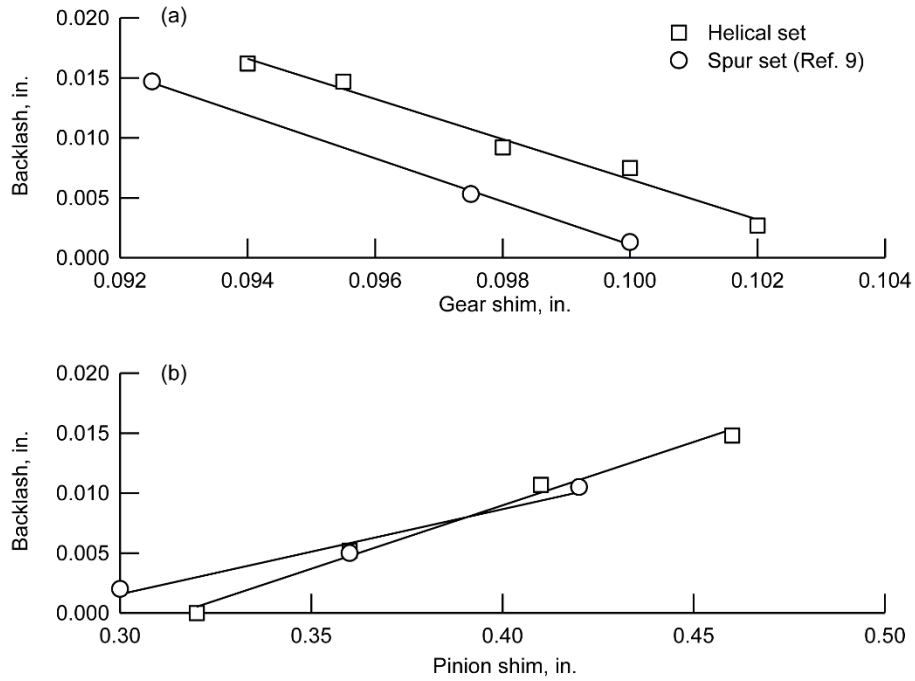 (a)
Helical set
Spur set (Ref. 9)
Backlash, in.
0.020
0.015
0.010
0.005
0.000
0.092 0.094 0.096 0.098 0.100 0.102 0.104
Gear shim, in.
(b)
Backlash, in.
0.020
0.015
0.010
0.005
0.000
0.30 0.35 0.40 0.45 0.50
Pinion shim, in.